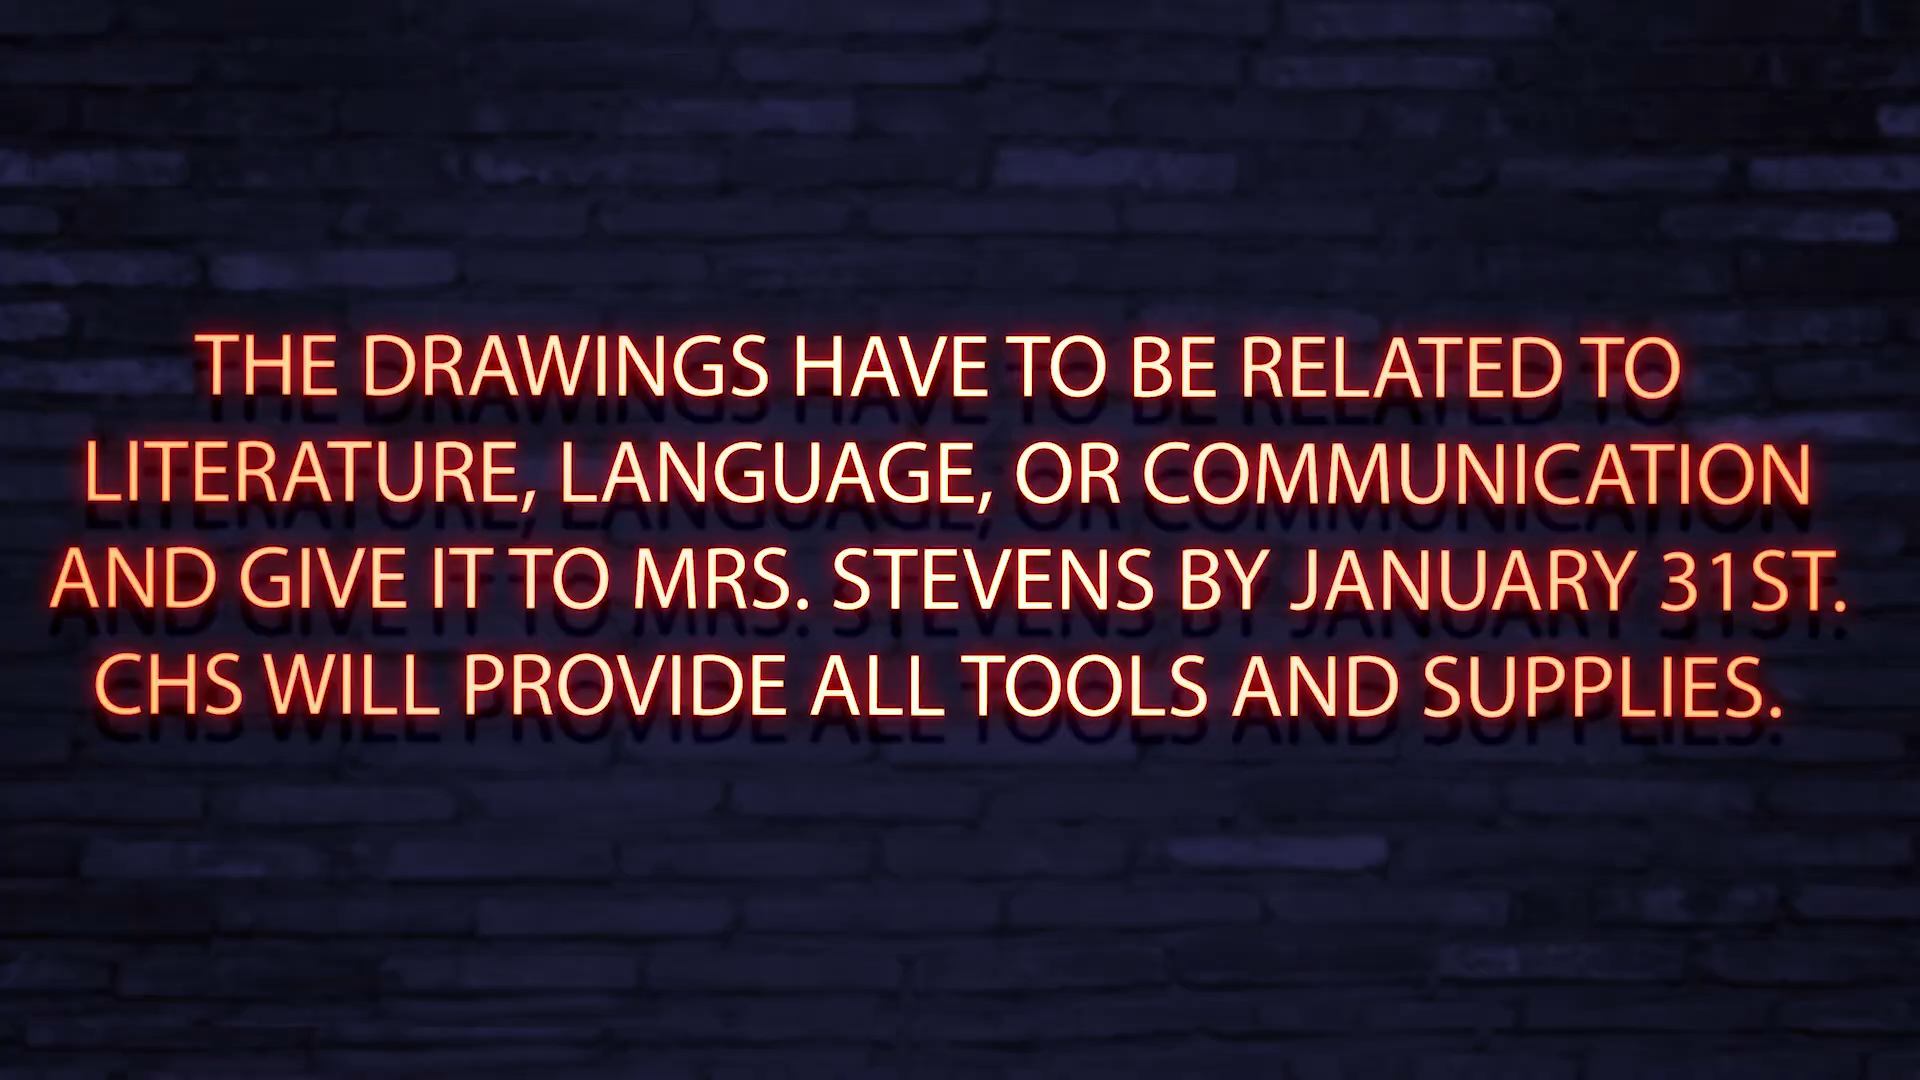 THE DRAWINGS HAVE TO BE RELATED TO
LITERATURE, LANGUAGE, OR COMMUNICATION
AND GIVE IT TO MRS. STEVENS BY JANUARY 31ST.
CHS WILL PROVIDE ALL TOOLS AND SUPPLIES.